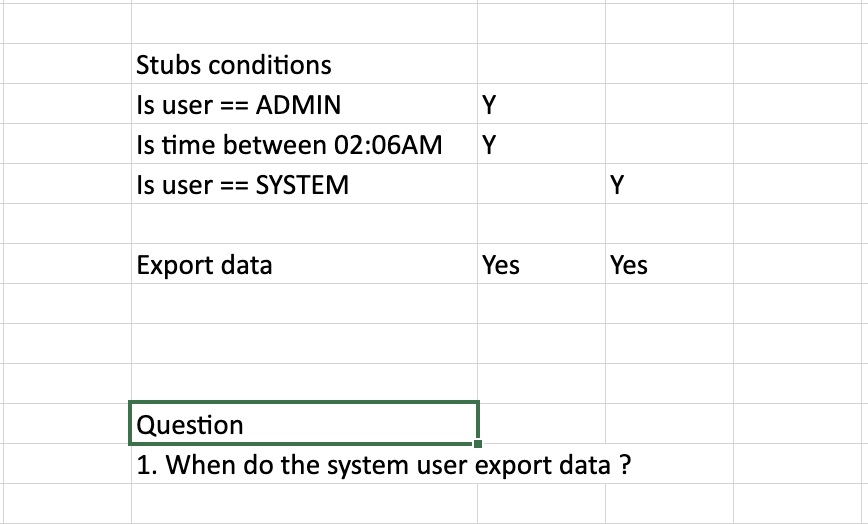 Stubs conditions
Is user == ADMIN Y
Is time between 02:06AM Y
Is user == SYSTEM Y
Export data Yes Yes
Question
1. When do the system user export data ?